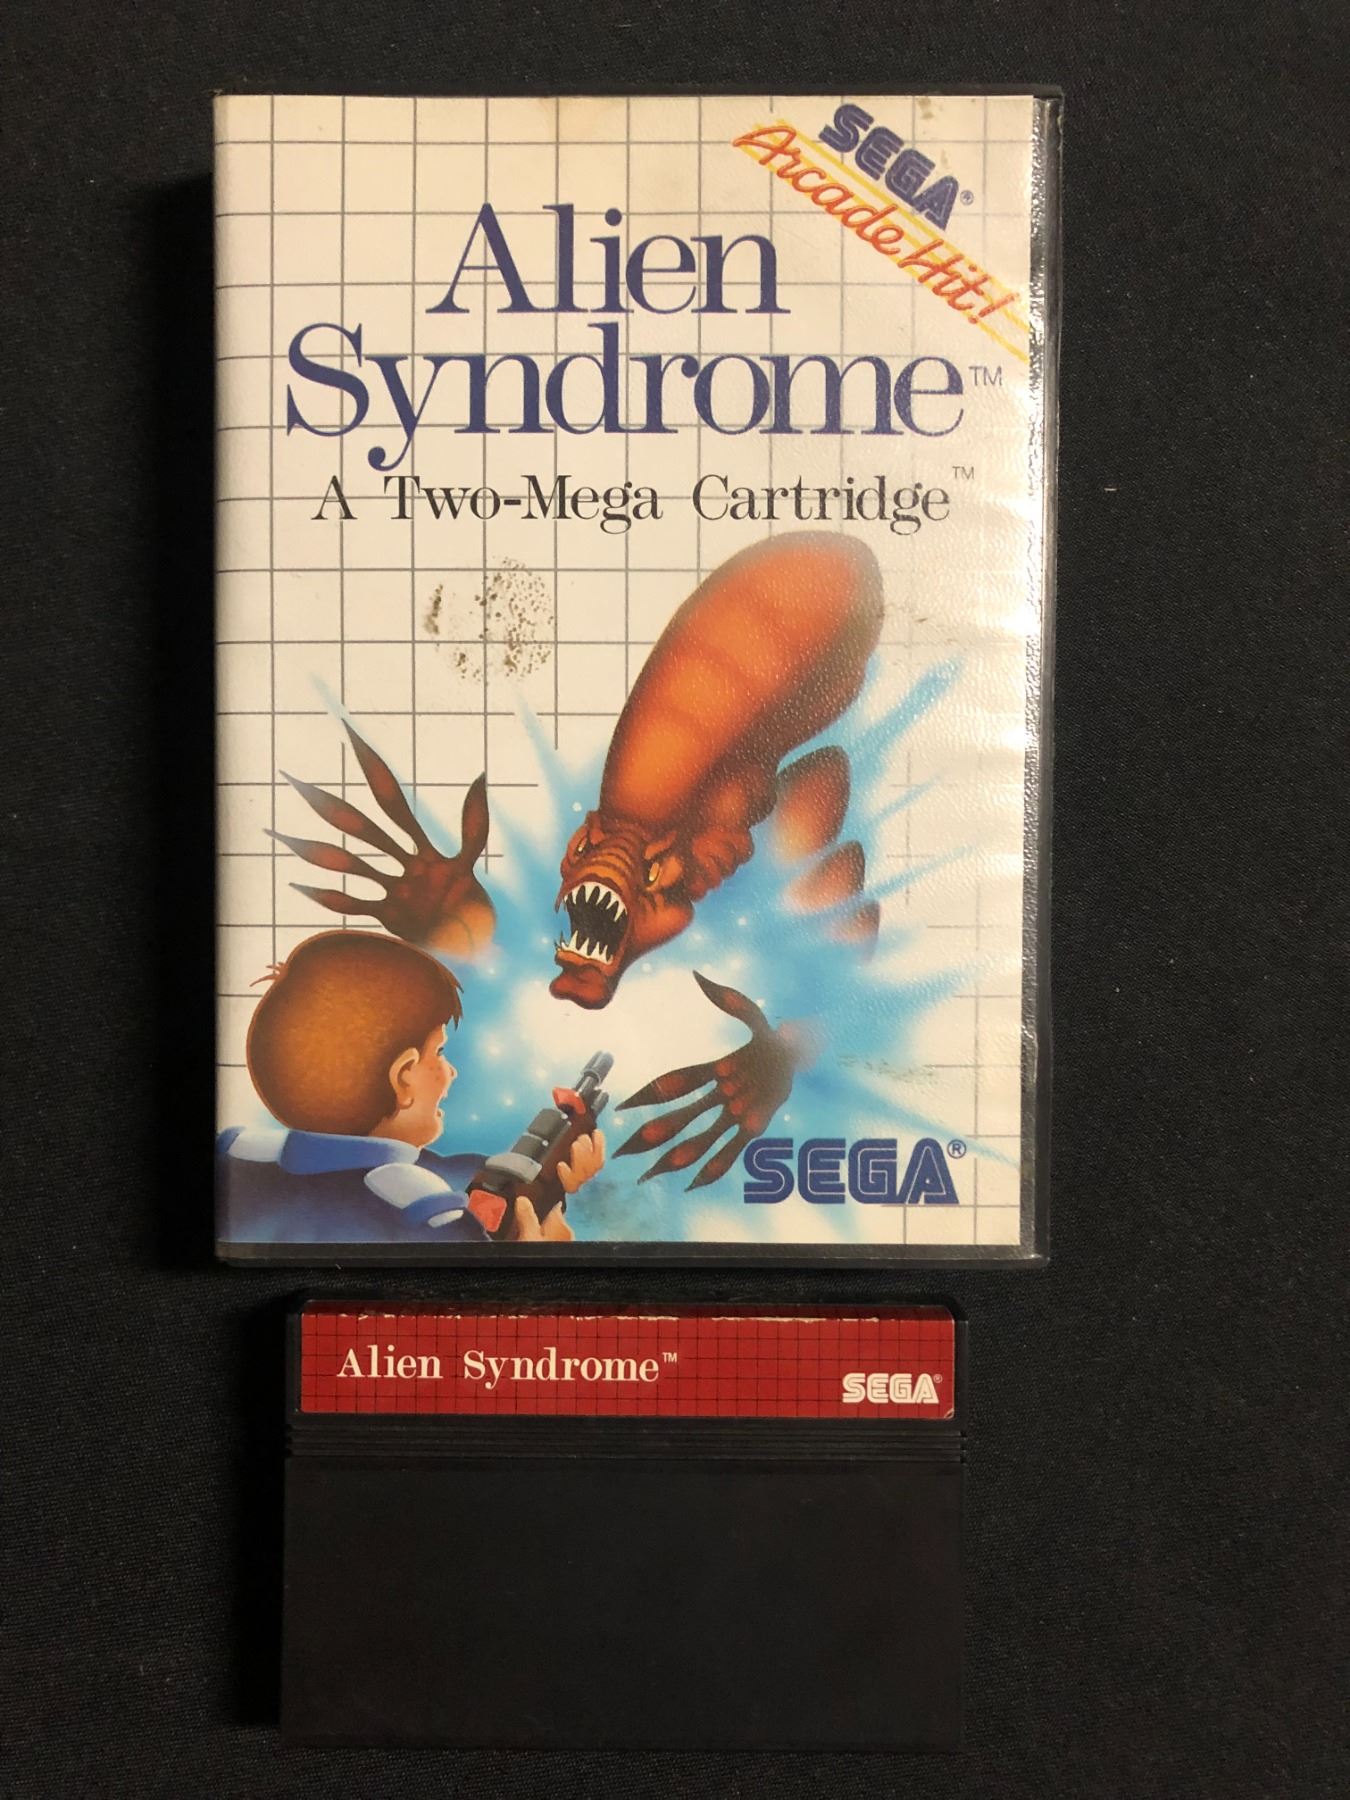 SEGA®
Arcade Hit!
Alien
Syndrome™
A Two-Mega Cartridge™
SEGA®
Alien Syndrome™
SEGA®